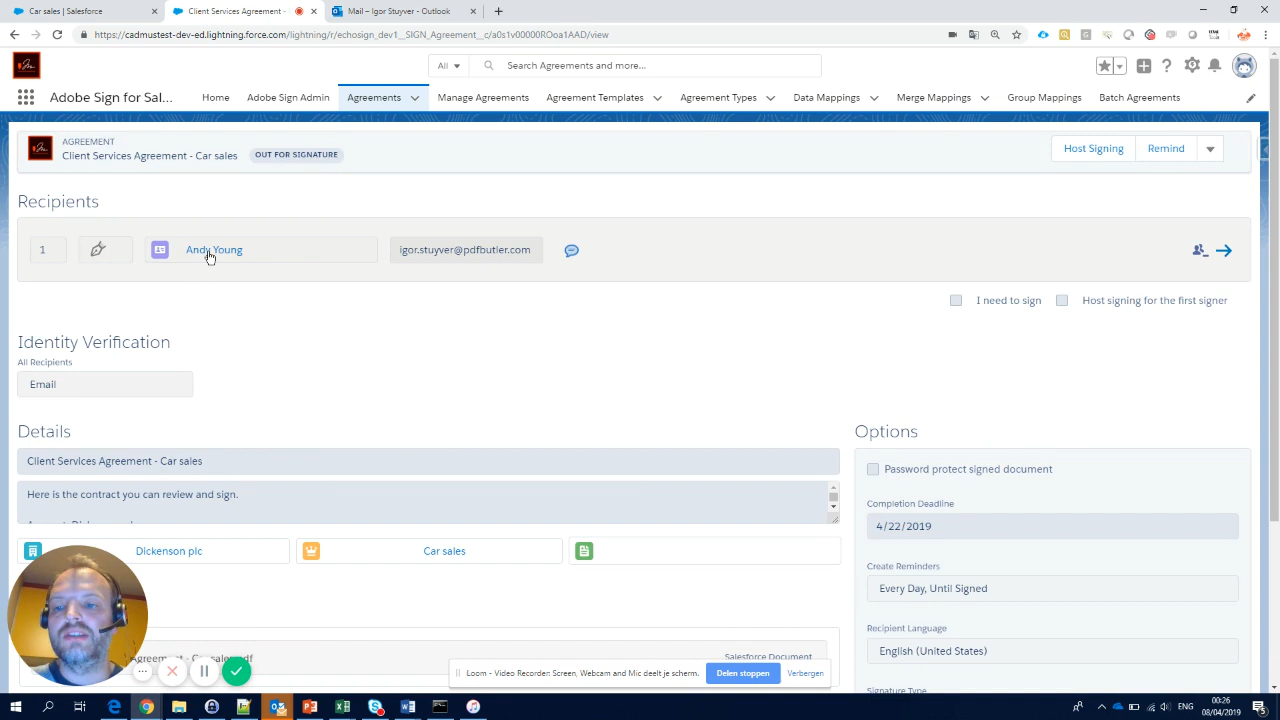 Car sales | Salesforce
Client Services Agreement -
Mail – Igor Stuyver - Outlook
https://cadmustest-dev-ed.lightning.force.com/lightning/r/echosign_dev1__SIGN_Agreement__c/a0s1v00000ROoa1AAD/view
All
Search Agreements and more...
Adobe Sign for Sal...
Home
Adobe Sign Admin
Agreements
Manage Agreements
Agreement Templates
Agreement Types
Data Mappings
Merge Mappings
Group Mappings
Batch Agreements
AGREEMENT
Client Services Agreement - Car sales
OUT FOR SIGNATURE
Host Signing
Remind
Recipients
1
Andy Young
igor.stuyver@pdfbutler.com
I need to sign
Host signing for the first signer
Identity Verification
All Recipients
Email
Details
Options
Client Services Agreement - Car sales
Password protect signed document
Here is the contract you can review and sign.
Completion Deadline
4/22/2019
Dickenson plc
Car sales
Create Reminders
Every Day, Until Signed
Recipient Language
English (United States)
Salesforce Document
Loom – Video Recorder: Screen, Webcam and Mic deelt je scherm.
Delen stoppen
Verbergen
Signature Type
ENG
00:26
08/04/2019